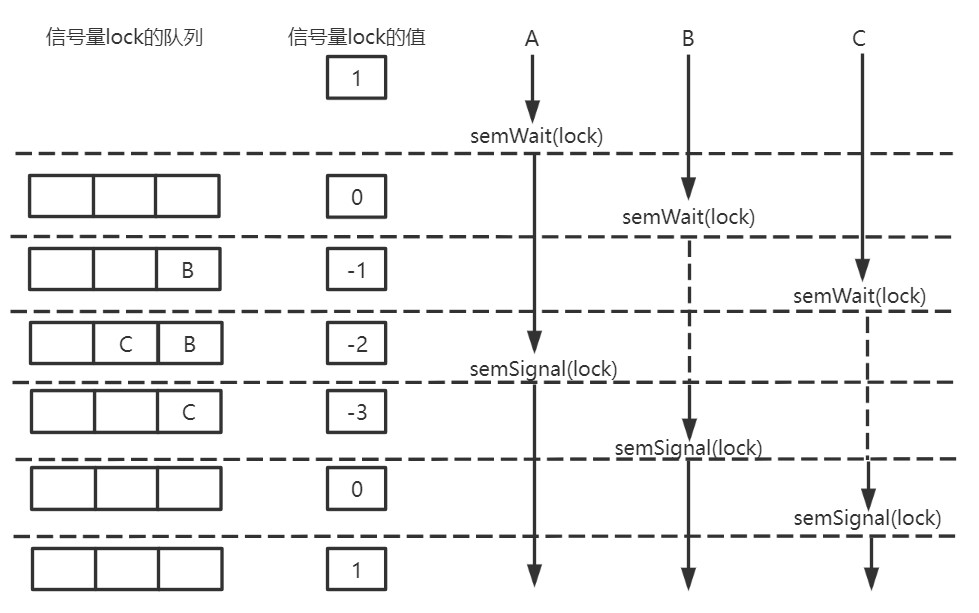 信号量lock的队列 信号量lock的值 A B C
1
semWait(lock)
0
semWait(lock)
B -1
semWait(lock)
C B -2
semSignal(lock)
C -3
semSignal(lock)
0
semSignal(lock)
1